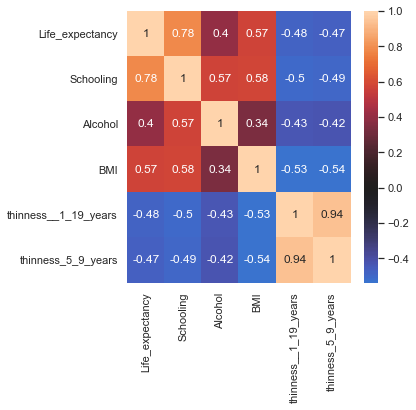 Life_expectancy 1 0.78 0.4 0.57 -0.48 -0.47
Schooling 0.78 1 0.57 0.58 -0.5 -0.49
Alcohol 0.4 0.57 1 0.34 -0.43 -0.42
BMI 0.57 0.58 0.34 1 -0.53 -0.54
thinness__1_19_years -0.48 -0.5 -0.43 -0.53 1 0.94
thinness_5_9_years -0.47 -0.49 -0.42 -0.54 0.94 1
Life_expectancy
Schooling
Alcohol
BMI
thinness__1_19_years
thinness_5_9_years
1.0
0.8
0.6
0.4
0.2
0.0
−0.2
−0.4